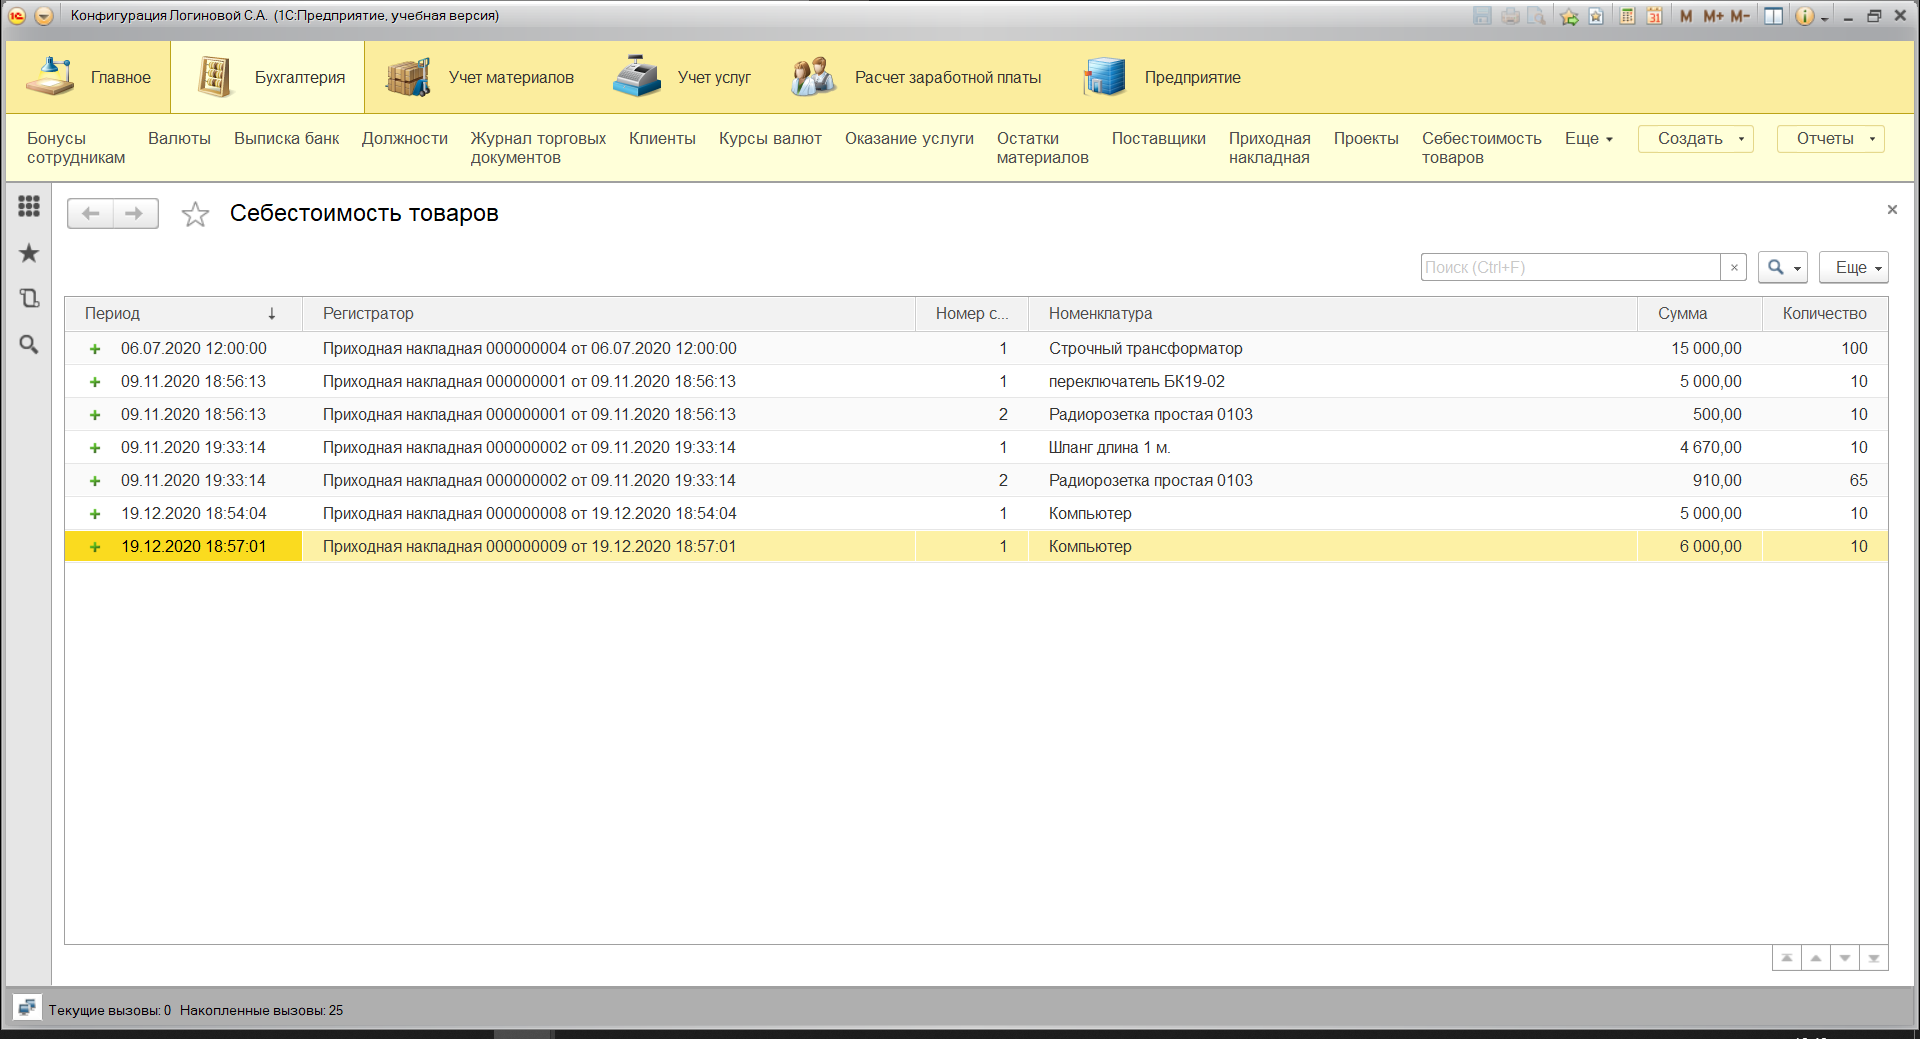 Конфигурация Логиновой С.А. (1С:Предприятие, учебная версия)
M M+ M-
Главное Бухгалтерия Учет материалов Учет услуг Расчет заработной платы Предприятие
Бонусы сотрудникам Валюты Выписка банк Должности Журнал торговых документов Клиенты Курсы валют Оказание услуги Остатки материалов Поставщики Приходная накладная Проекты Себестоимость товаров Еще Создать Отчеты
Себестоимость товаров
Поиск (Ctrl+F) × Еще
Период ↓ Регистратор Номер с... Номенклатура Сумма Количество
06.07.2020 12:00:00 Приходная накладная 000000004 от 06.07.2020 12:00:00 1 Строчный трансформатор 15 000,00 100
09.11.2020 18:56:13 Приходная накладная 000000001 от 09.11.2020 18:56:13 1 переключатель БК19-02 5 000,00 10
09.11.2020 18:56:13 Приходная накладная 000000001 от 09.11.2020 18:56:13 2 Радиорозетка простая 0103 500,00 10
09.11.2020 19:33:14 Приходная накладная 000000002 от 09.11.2020 19:33:14 1 Шланг длина 1 м. 4 670,00 10
09.11.2020 19:33:14 Приходная накладная 000000002 от 09.11.2020 19:33:14 2 Радиорозетка простая 0103 910,00 65
19.12.2020 18:54:04 Приходная накладная 000000008 от 19.12.2020 18:54:04 1 Компьютер 5 000,00 10
19.12.2020 18:57:01 Приходная накладная 000000009 от 19.12.2020 18:57:01 1 Компьютер 6 000,00 10
Текущие вызовы: 0 Накопленные вызовы: 25